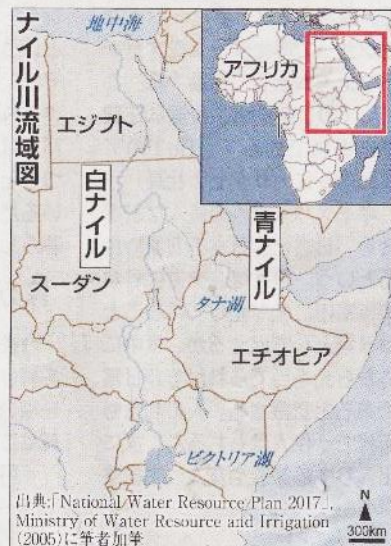 ナイル川流域図
地中海
アフリカ
エジプト
白ナイル
青ナイル
スーダン
タナ湖
エチオピア
ビクトリア湖
出典:「National Water Resource Plan 2017」,
Ministry of Water Resource and Irrigation
(2005)に筆者加筆
N
300km